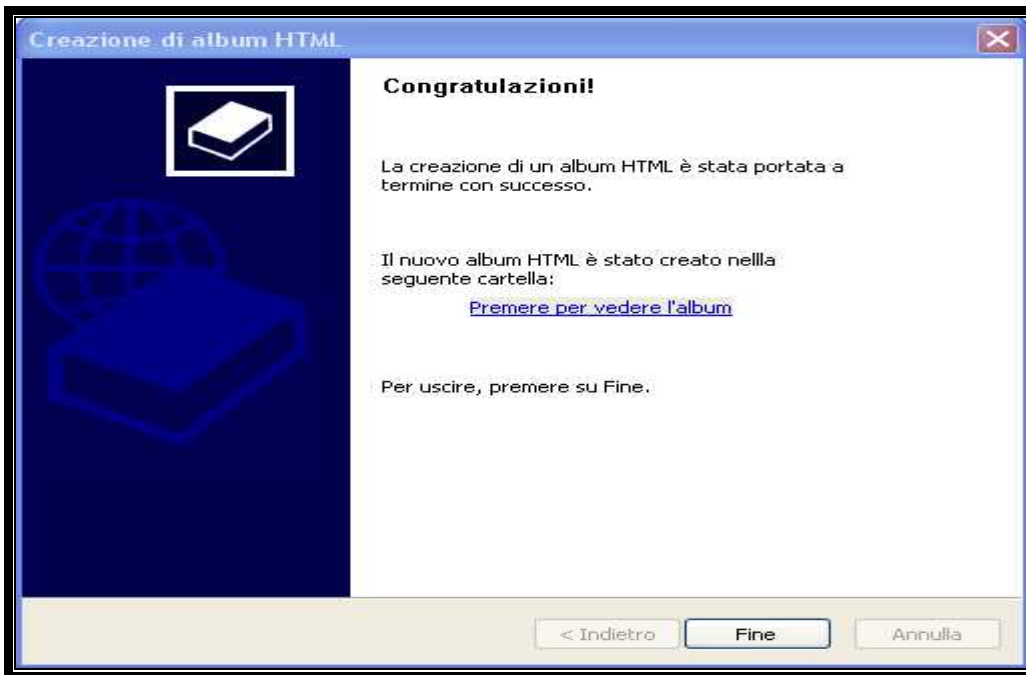 Creazione di album HTML
Congratulazioni!
La creazione di un album HTML è stata portata a
termine con successo.
Il nuovo album HTML è stato creato nellla
seguente cartella:
Premere per vedere l'album
Per uscire, premere su Fine.
< Indietro Fine Annulla